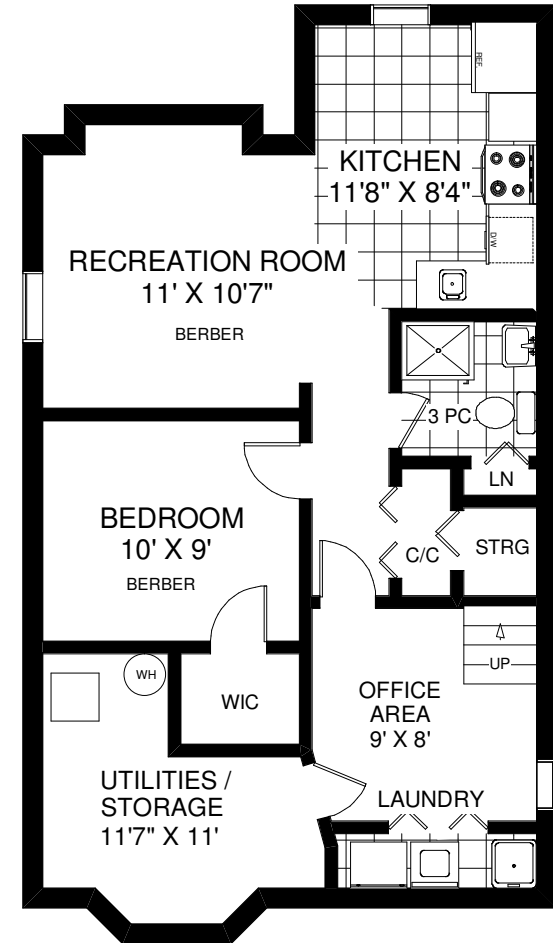 REF.
KITCHEN
11'8" X 8'4"
D/W
RECREATION ROOM
11' X 10'7"
BERBER
3 PC
LN
BEDROOM
10' X 9'
BERBER
C/C
STRG
UP
WH
WIC
OFFICE
AREA
9' X 8'
UTILITIES /
STORAGE
11'7" X 11'
LAUNDRY